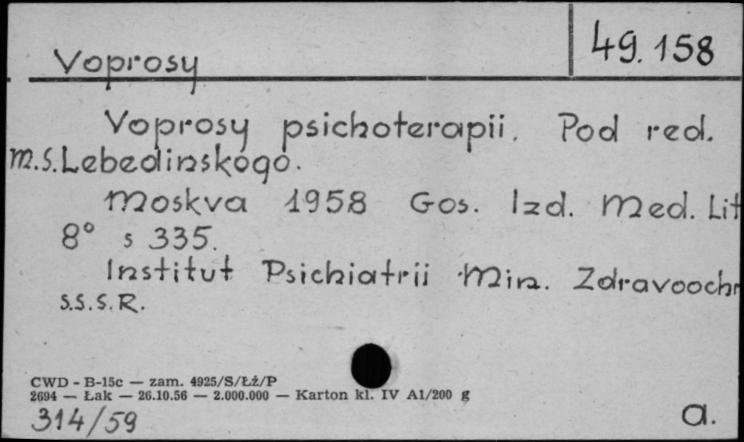 Voprosy
49.158
Voprosy psichoterapii. Pod red.
M.S.Lebedinskogo.
Moskva 1958 Gos. Izd. Med. Lit
8° s 335.
Institut Psichiatrii Min. Zdravoochr
S.S.S.R.
CWD - B-15c — zam. 4925/S/Łź/P
2694 — Łak — 26.10.56 — 2.000.000 — Karton kl. IV A1/200 g
314/59
a.